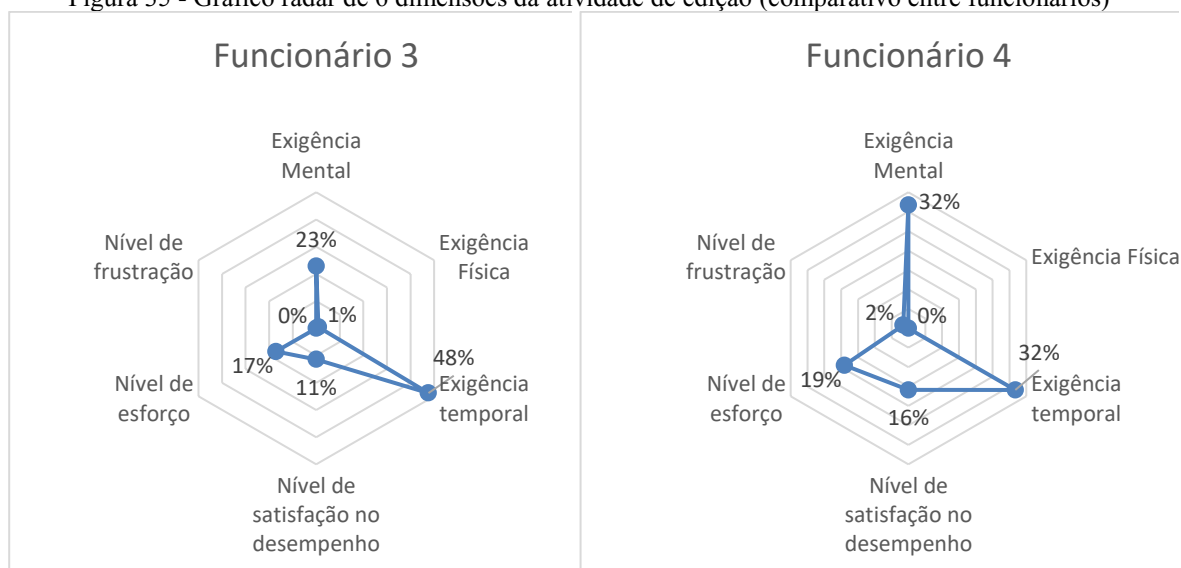 Figura 35 - Gráfico radar de 6 dimensões da atividade de edição (comparativo entre funcionários)
Funcionário 3
Exigência
Mental
23%
Nível de
frustração
Exigência
Física
0%
1%
17%
11%
48%
Nível de
esforço
Exigência
temporal
Nível de
satisfação no
desempenho
Funcionário 4
Exigência
Mental
32%
Nível de
frustração
Exigência Física
2%
0%
19%
16%
32%
Nível de
esforço
Exigência
temporal
Nível de
satisfação no
desempenho